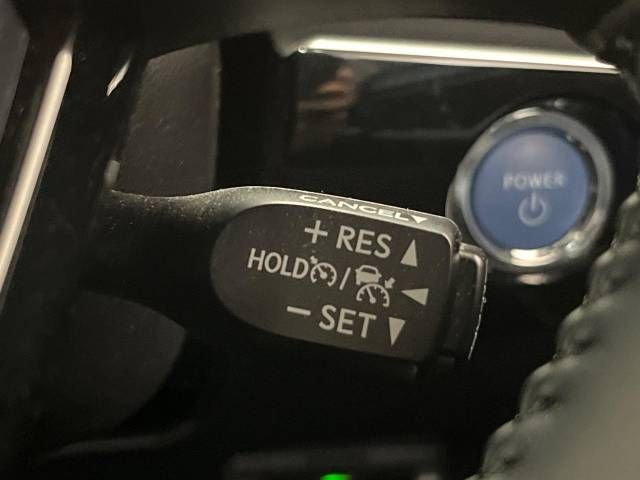 CANCEL▼
+ RES ▲
HOLD / ◄
− SET ▼
POWER